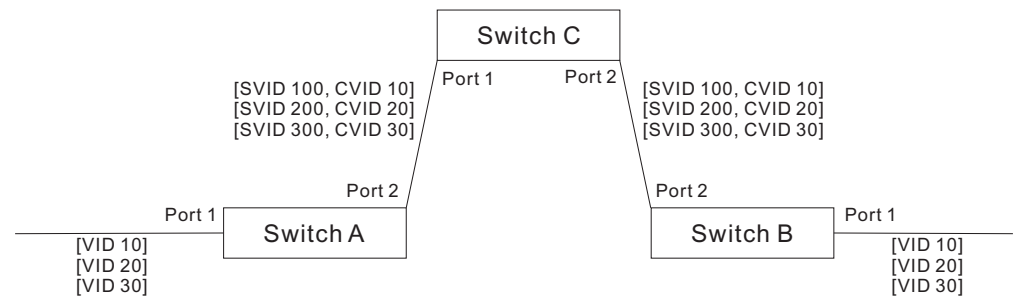 Switch C
Port 1
Port 2
[SVID 100, CVID 10]
[SVID 200, CVID 20]
[SVID 300, CVID 30]
[SVID 100, CVID 10]
[SVID 200, CVID 20]
[SVID 300, CVID 30]
Port 2
Port 2
Port 1
Switch A
Switch B
Port 1
[VID 10]
[VID 20]
[VID 30]
[VID 10]
[VID 20]
[VID 30]